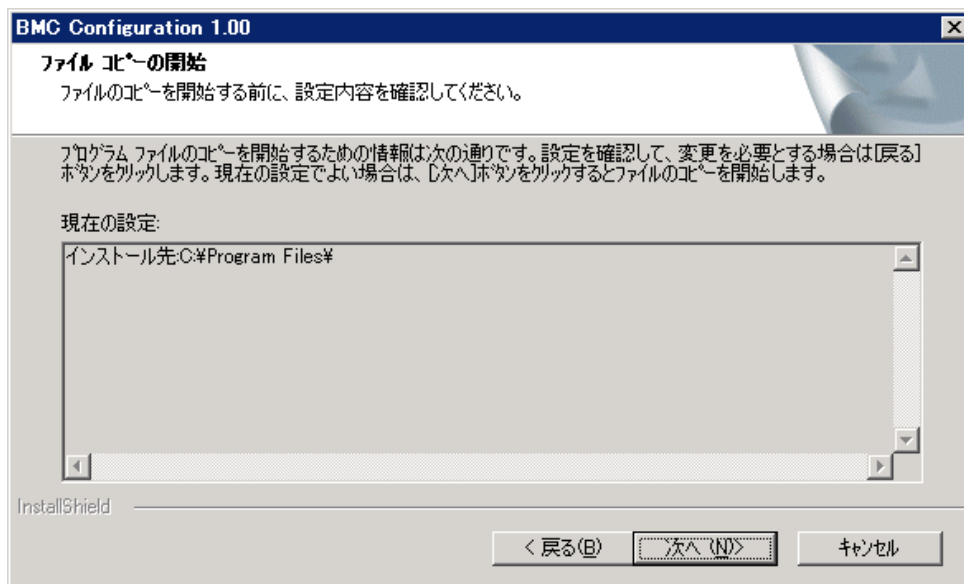 BMC Configuration 1.00
ファイル コピーの開始
ファイルのコピーを開始する前に、設定内容を確認してください。
プログラム ファイルのコピーを開始するための情報は次の通りです。設定を確認して、変更を必要とする場合は[戻る]
ボタンをクリックします。現在の設定でよい場合は、[次へ]ボタンをクリックするとファイルのコピーを開始します。
現在の設定:
インストール先:C:¥Program Files¥
InstallShield
< 戻る(B)
次へ (N)>
キャンセル